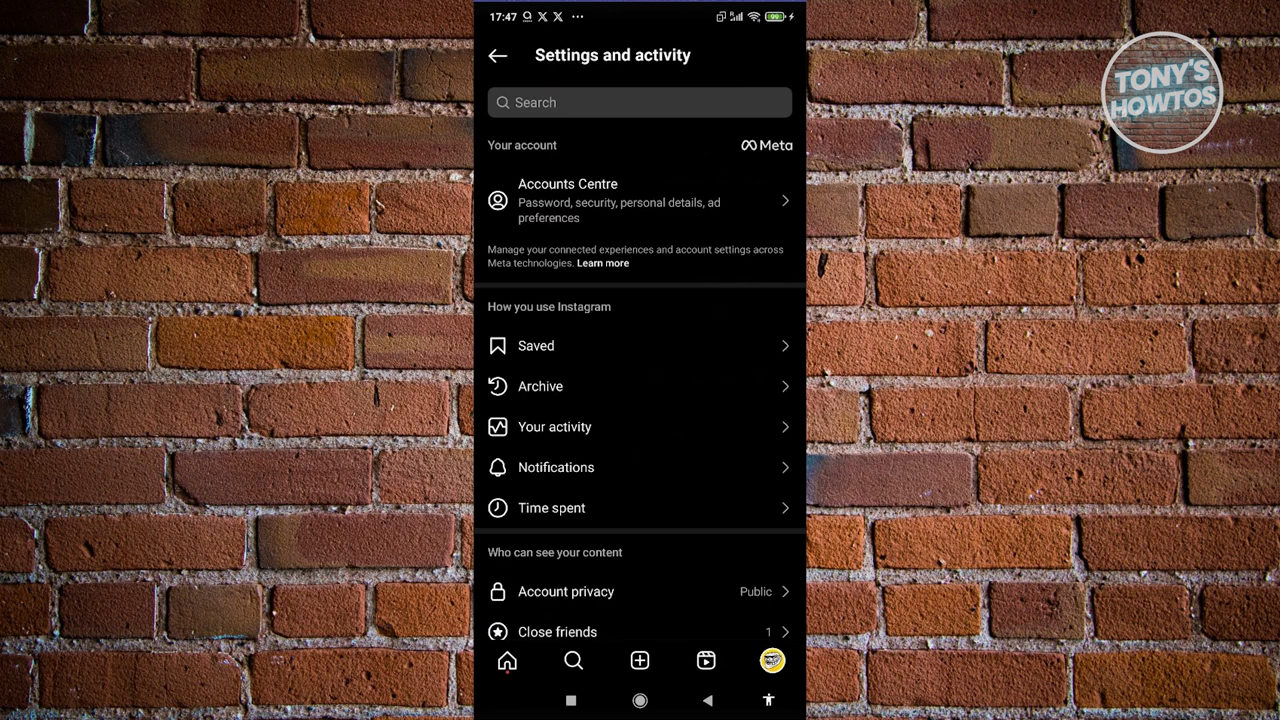 17:47
99
Settings and activity
TONY'S
HOWTOS
Search
Your account
Meta
Accounts Centre
Password, security, personal details, ad
preferences
Manage your connected experiences and account settings across
Meta technologies. Learn more
How you use Instagram
Saved
Archive
Your activity
Notifications
Time spent
Who can see your content
Account privacy Public
Close friends 1